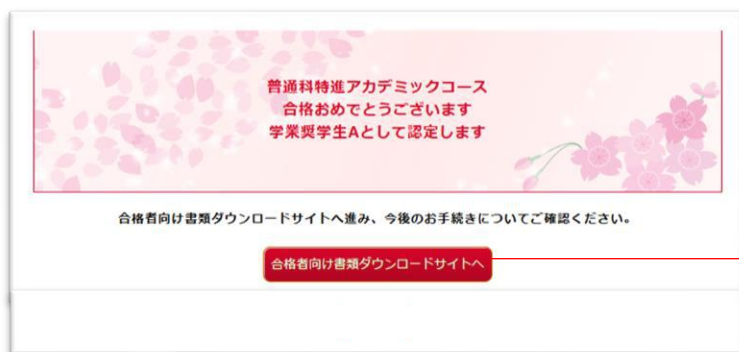 普通科特進アカデミックコース
合格おめでとうございます
学業奨学生Aとして認定します
合格者向け書類ダウンロードサイトへ進み、今後のお手続きについてご確認ください。
合格者向け書類ダウンロードサイトへ